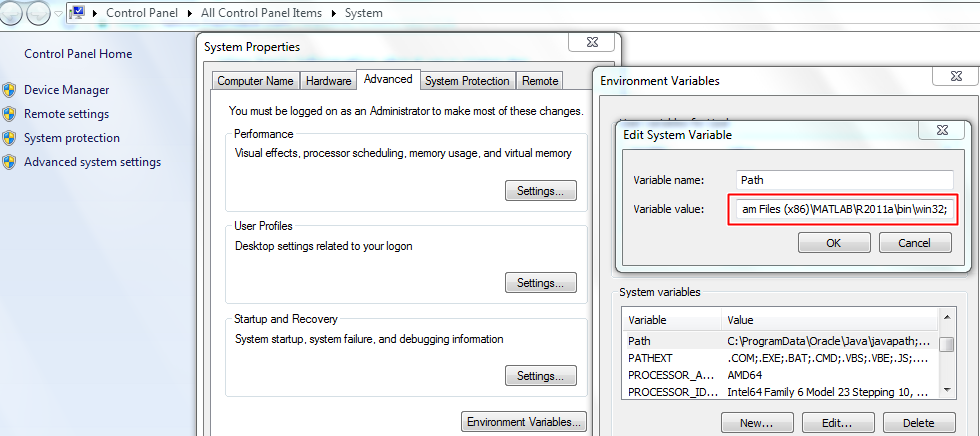 Control Panel ▸ All Control Panel Items ▸ System
Control Panel Home
Device Manager
Remote settings
System protection
Advanced system settings
System Properties
Computer Name Hardware Advanced System Protection Remote
You must be logged on as an Administrator to make most of these changes.
Performance
Visual effects, processor scheduling, memory usage, and virtual memory
Settings...
User Profiles
Desktop settings related to your logon
Settings...
Startup and Recovery
System startup, system failure, and debugging information
Settings...
Environment Variables...
Environment Variables
Edit System Variable
Variable name: Path
Variable value: am Files (x86)\MATLAB\R2011a\bin\win32;
OK Cancel
System variables
Variable Value
Path C:\ProgramData\Oracle\Java\javapath;...
PATHEXT .COM;.EXE;.BAT;.CMD;.VBS;.VBE;.JS;....
PROCESSOR_A... AMD64
PROCESSOR_ID... Intel64 Family 6 Model 23 Stepping 10, ...
New... Edit... Delete